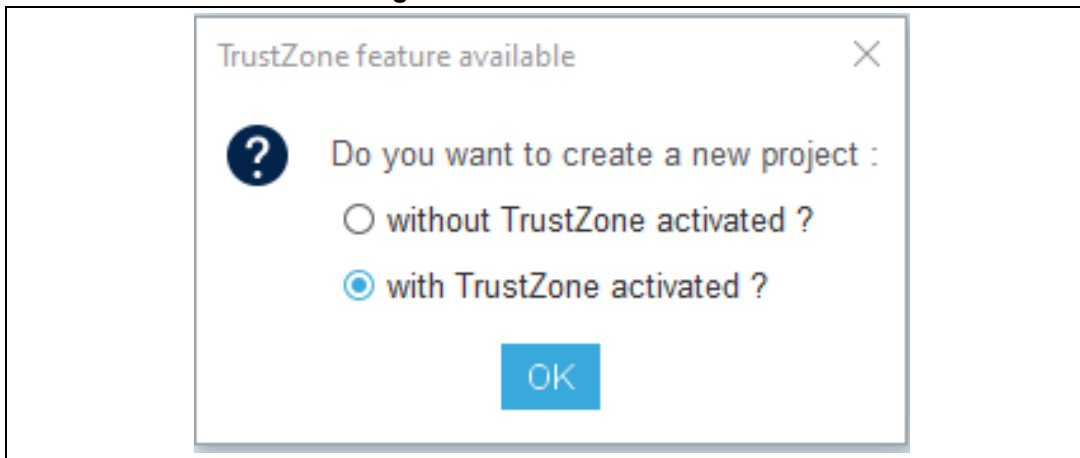 TrustZone feature available
Do you want to create a new project :
without TrustZone activated ?
with TrustZone activated ?
OK